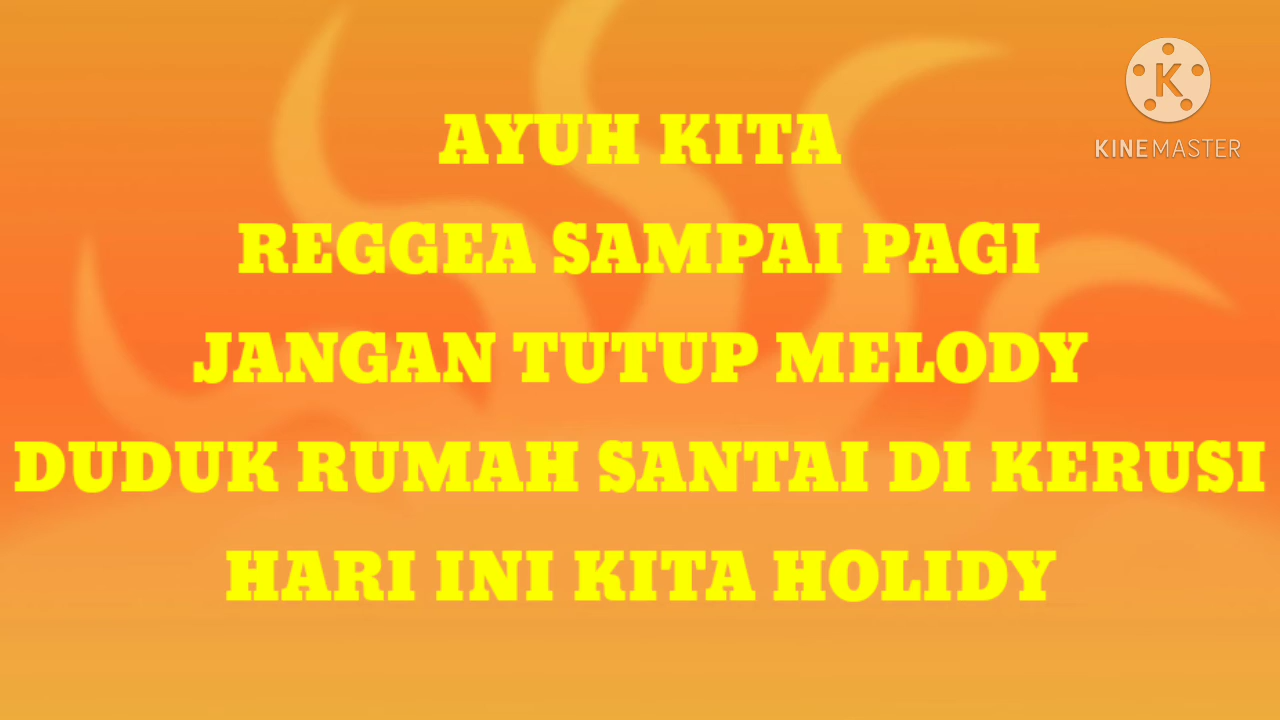 AYUH KITA
REGGEA SAMPAI PAGI
JANGAN TUTUP MELODY
DUDUK RUMAH SANTAI DI KERUSI
HARI INI KITA HOLIDY
K
KINEMASTER